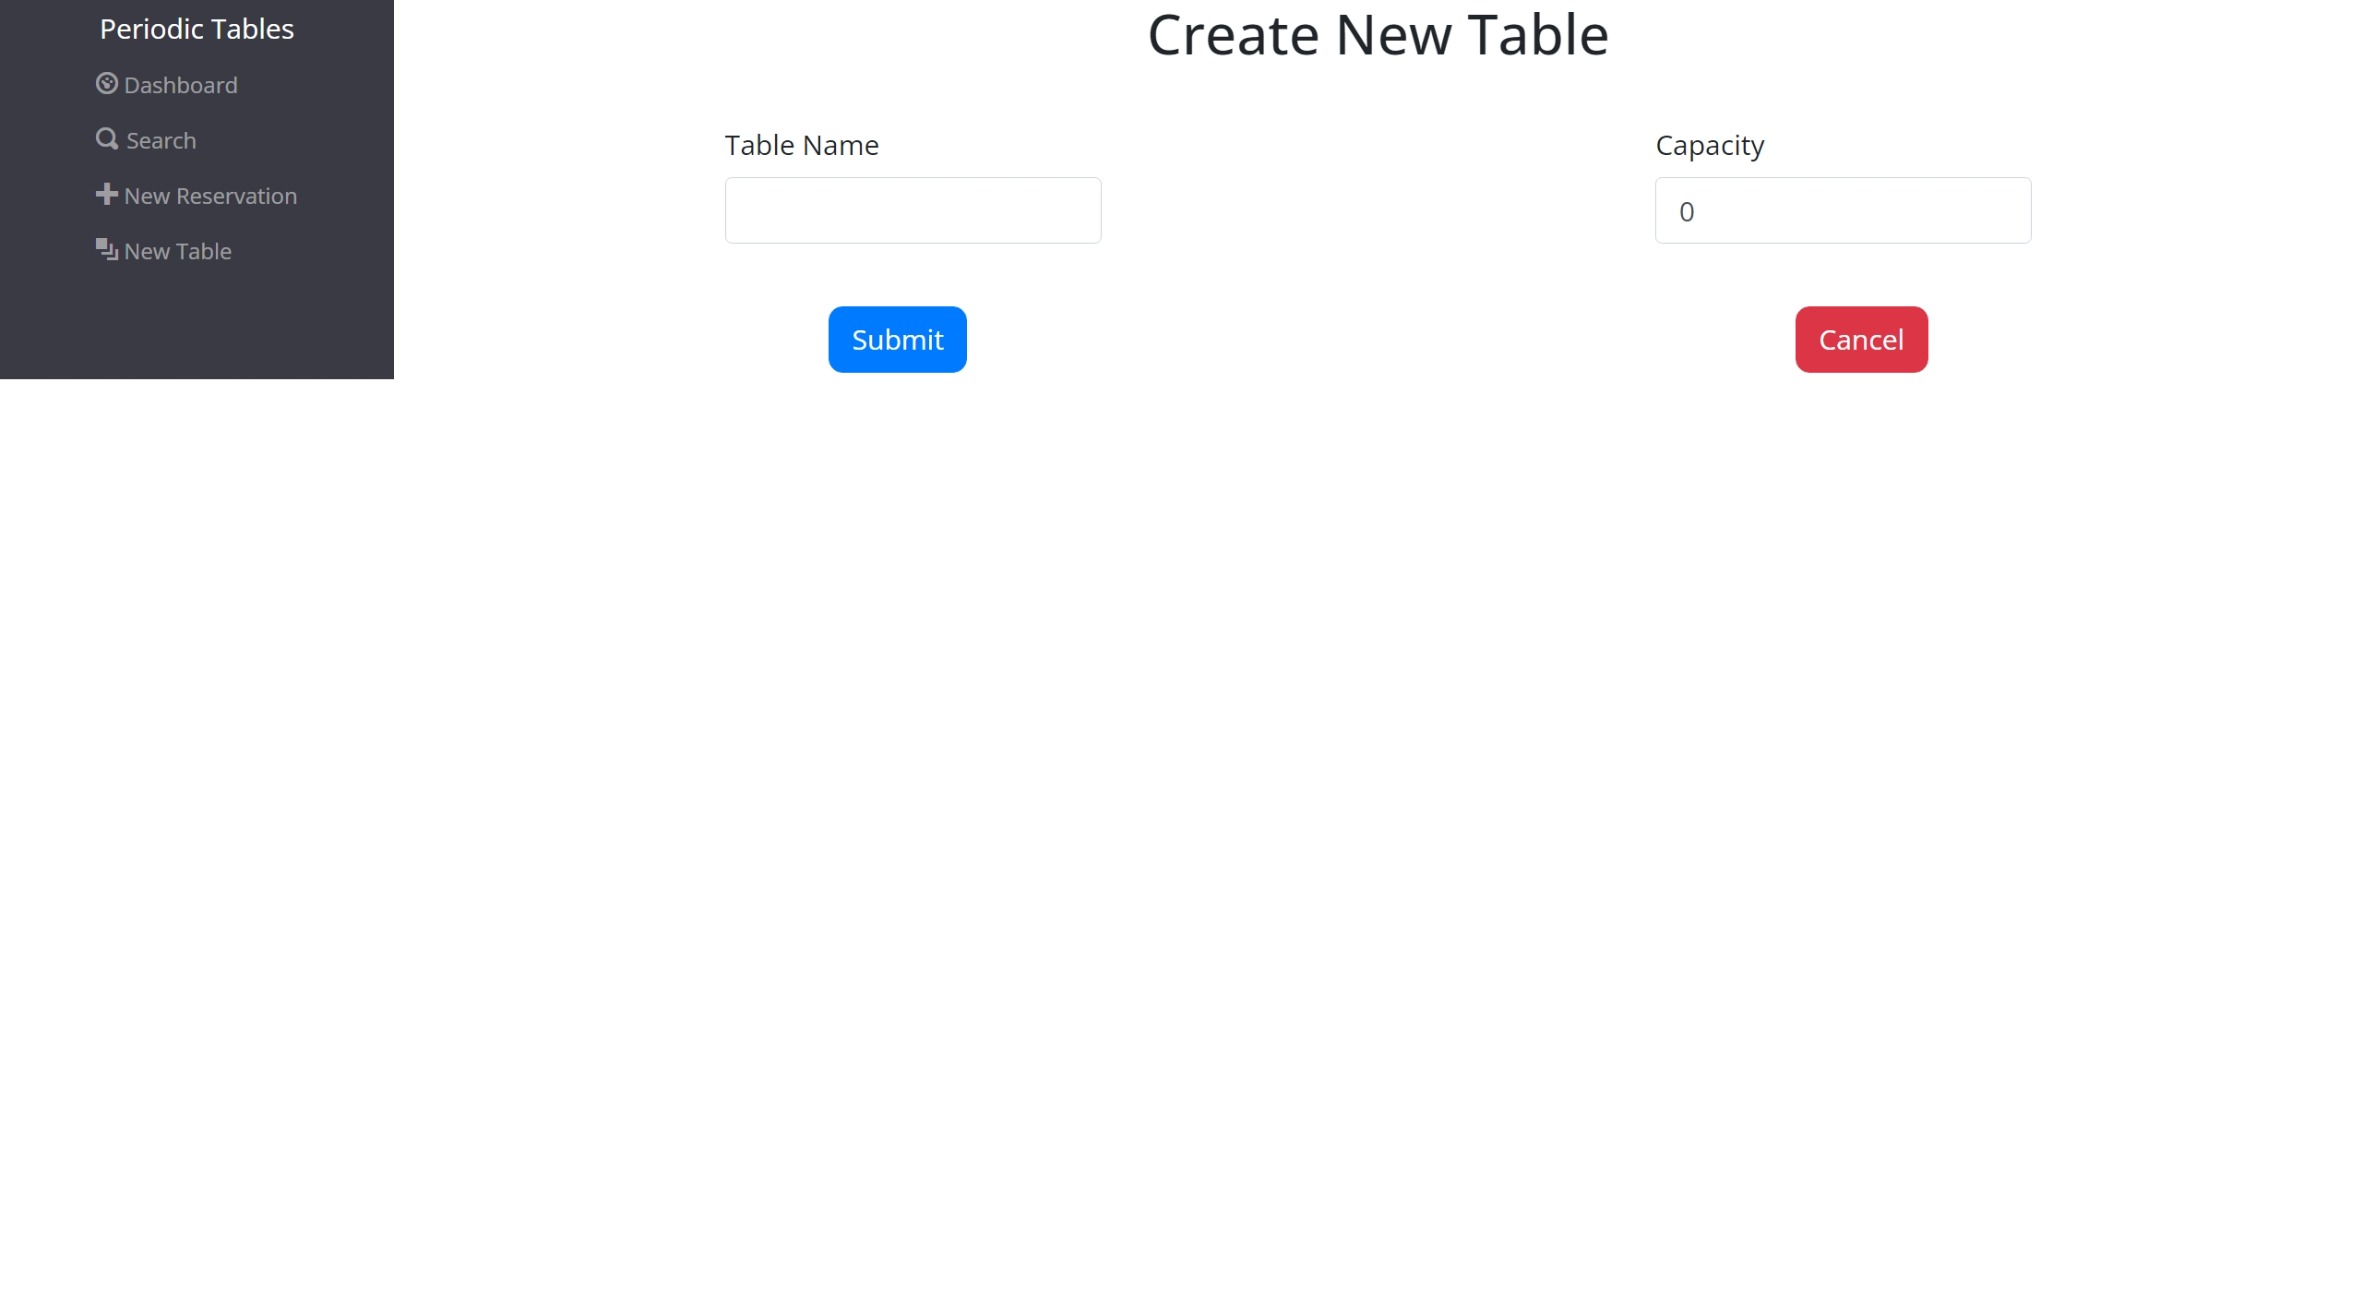 Periodic Tables
Dashboard
Search
New Reservation
New Table
Create New Table
Table Name
Capacity
0
Submit
Cancel